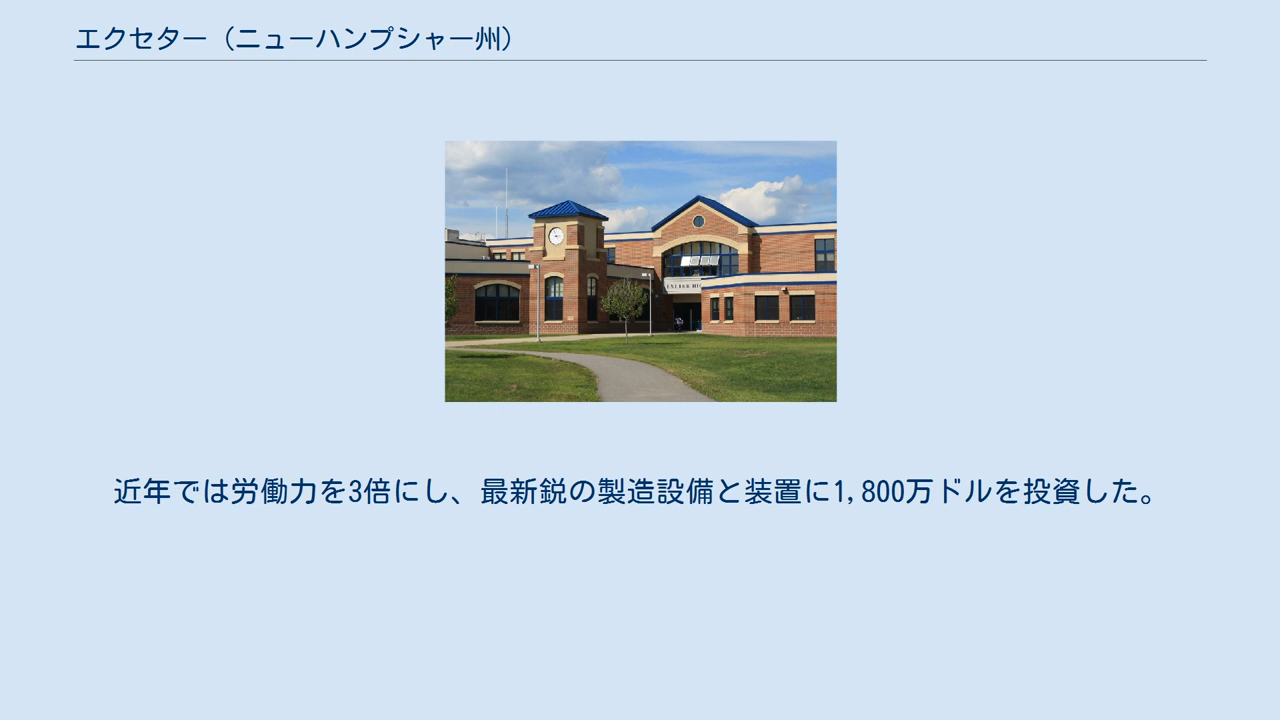 エクセター（ニューハンプシャー州）
近年では労働力を3倍にし、最新鋭の製造設備と装置に1,800万ドルを投資した。